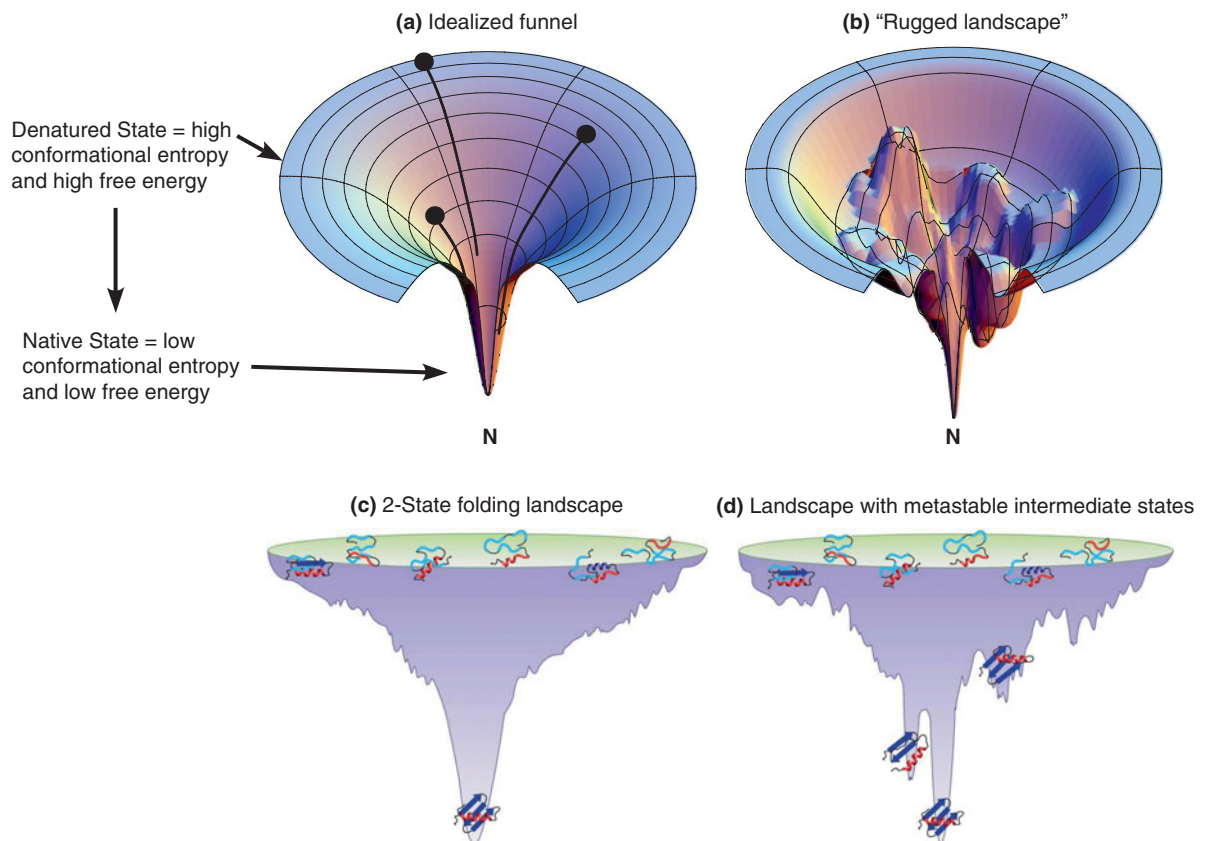 (a) Idealized funnel
(b) “Rugged landscape”
Denatured State = high
conformational entropy
and high free energy
Native State = low
conformational entropy
and low free energy
N
N
(c) 2-State folding landscape
(d) Landscape with metastable intermediate states